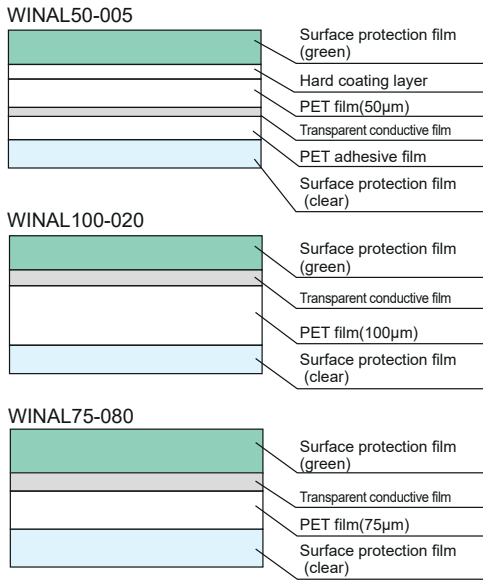 WINAL50-005
Surface protection film
(green)
Hard coating layer
PET film(50μm)
Transparent conductive film
PET adhesive film
Surface protection film
(clear)
WINAL100-020
Surface protection film
(green)
Transparent conductive film
PET film(100μm)
Surface protection film
(clear)
WINAL75-080
Surface protection film
(green)
Transparent conductive film
PET film(75μm)
Surface protection film
(clear)